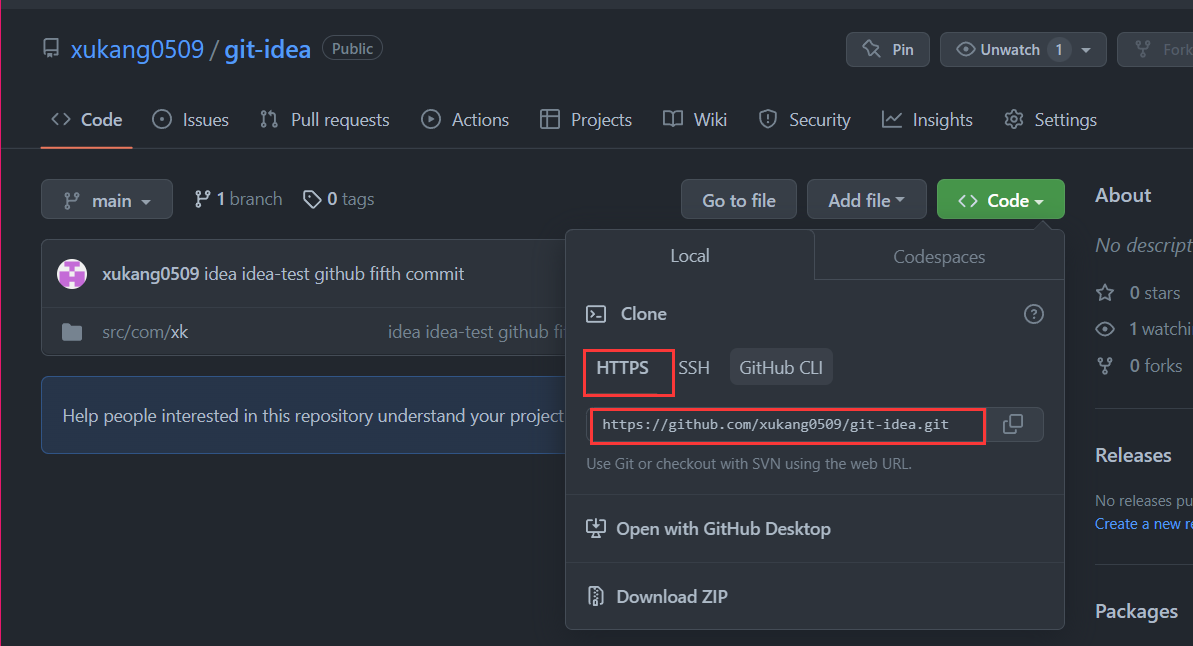 xukang0509 / git-idea Public
Pin Unwatch 1 Fork
Code Issues Pull requests Actions Projects Wiki Security Insights Settings
main 1 branch 0 tags Go to file Add file Code
xukang0509 idea idea-test github fifth commit
src/com/xk idea idea-test github fi
Help people interested in this repository understand your project
Local Codespaces
Clone
HTTPS SSH GitHub CLI
https://github.com/xukang0509/git-idea.git
Use Git or checkout with SVN using the web URL.
Open with GitHub Desktop
Download ZIP
About
No descript
0 stars
1 watchi
0 forks
Releases
No releases pu
Create a new re
Packages